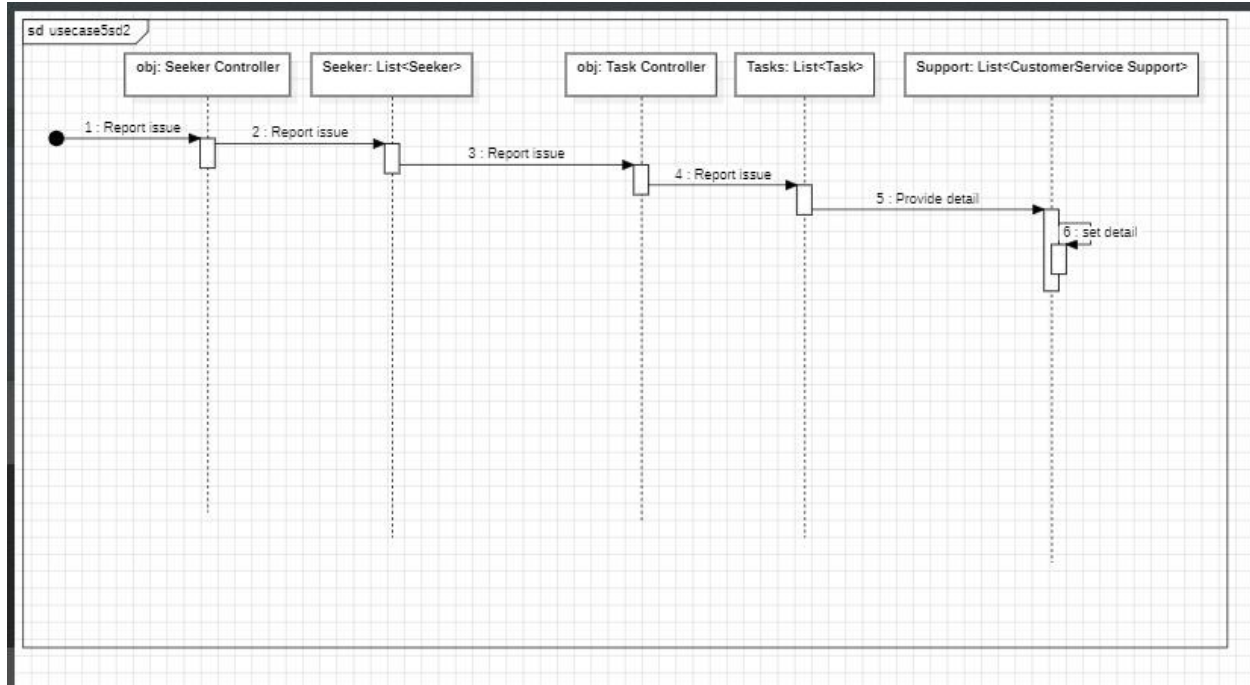 sd usecase5sd2
obj: Seeker Controller
Seeker: List<Seeker>
obj: Task Controller
Tasks: List<Task>
Support: List<CustomerService Support>
1 : Report issue
2 : Report issue
3 : Report issue
4 : Report issue
5 : Provide detail
6 : set detail